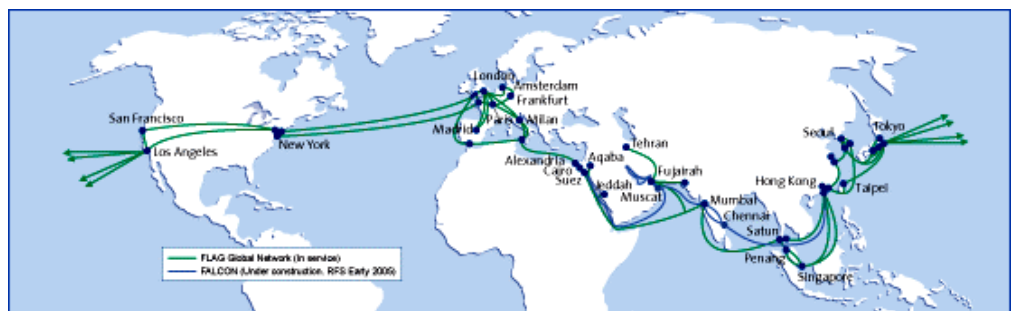 London
Amsterdam
Frankfurt
San Francisco
Paris
Milan
Seoul
Tokyo
Madrid
New York
Los Angeles
Tehran
Alexandria
Aqaba
Cairo
Fujairah
Suez
Jeddah
Hong Kong
Taipei
Muscat
Mumbai
Chennai
Satun
Penang
Singapore
FLAG Global Network (In service)
FALCON (Under construction, RFS Early 2005)